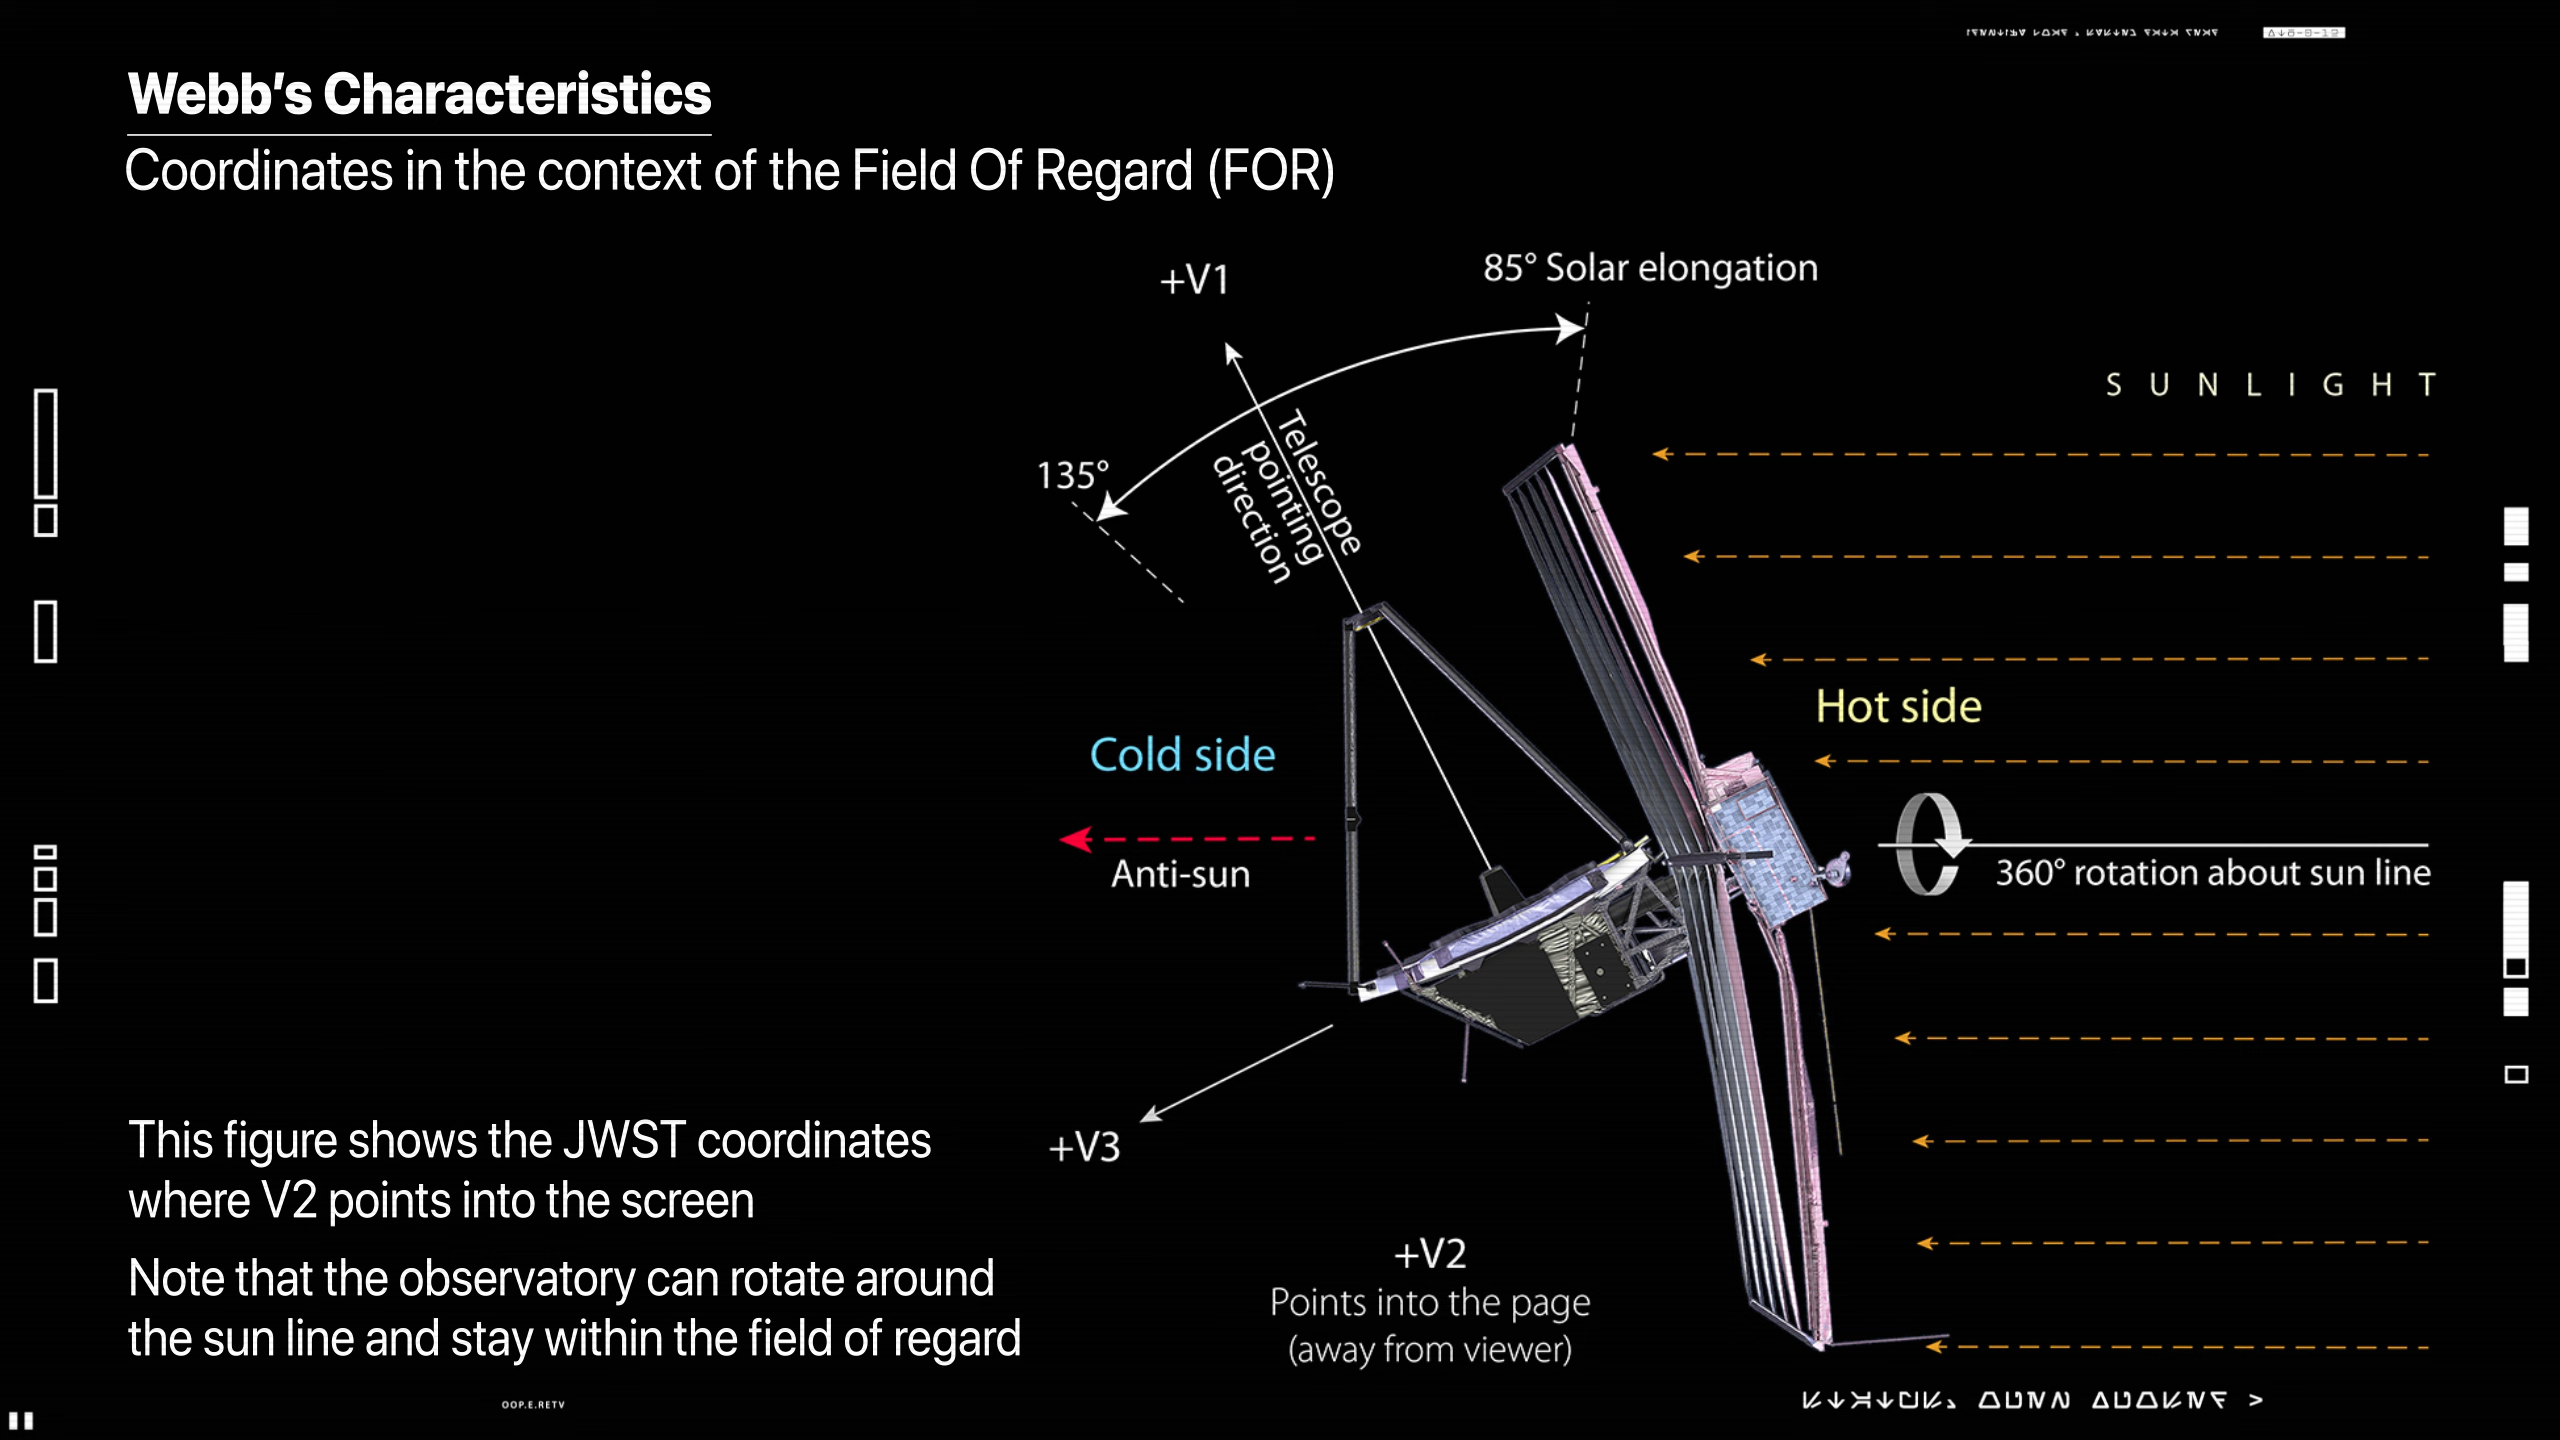 Webb's Characteristics
Coordinates in the context of the Field Of Regard (FOR)
+V1
85° Solar elongation
135°
Telescope
pointing
direction
SUNLIGHT
Hot side
Cold side
Anti-sun
360° rotation about sun line
+V3
This figure shows the JWST coordinates
where V2 points into the screen
Note that the observatory can rotate around
the sun line and stay within the field of regard
+V2
Points into the page
(away from viewer)
OOP.E.RETV